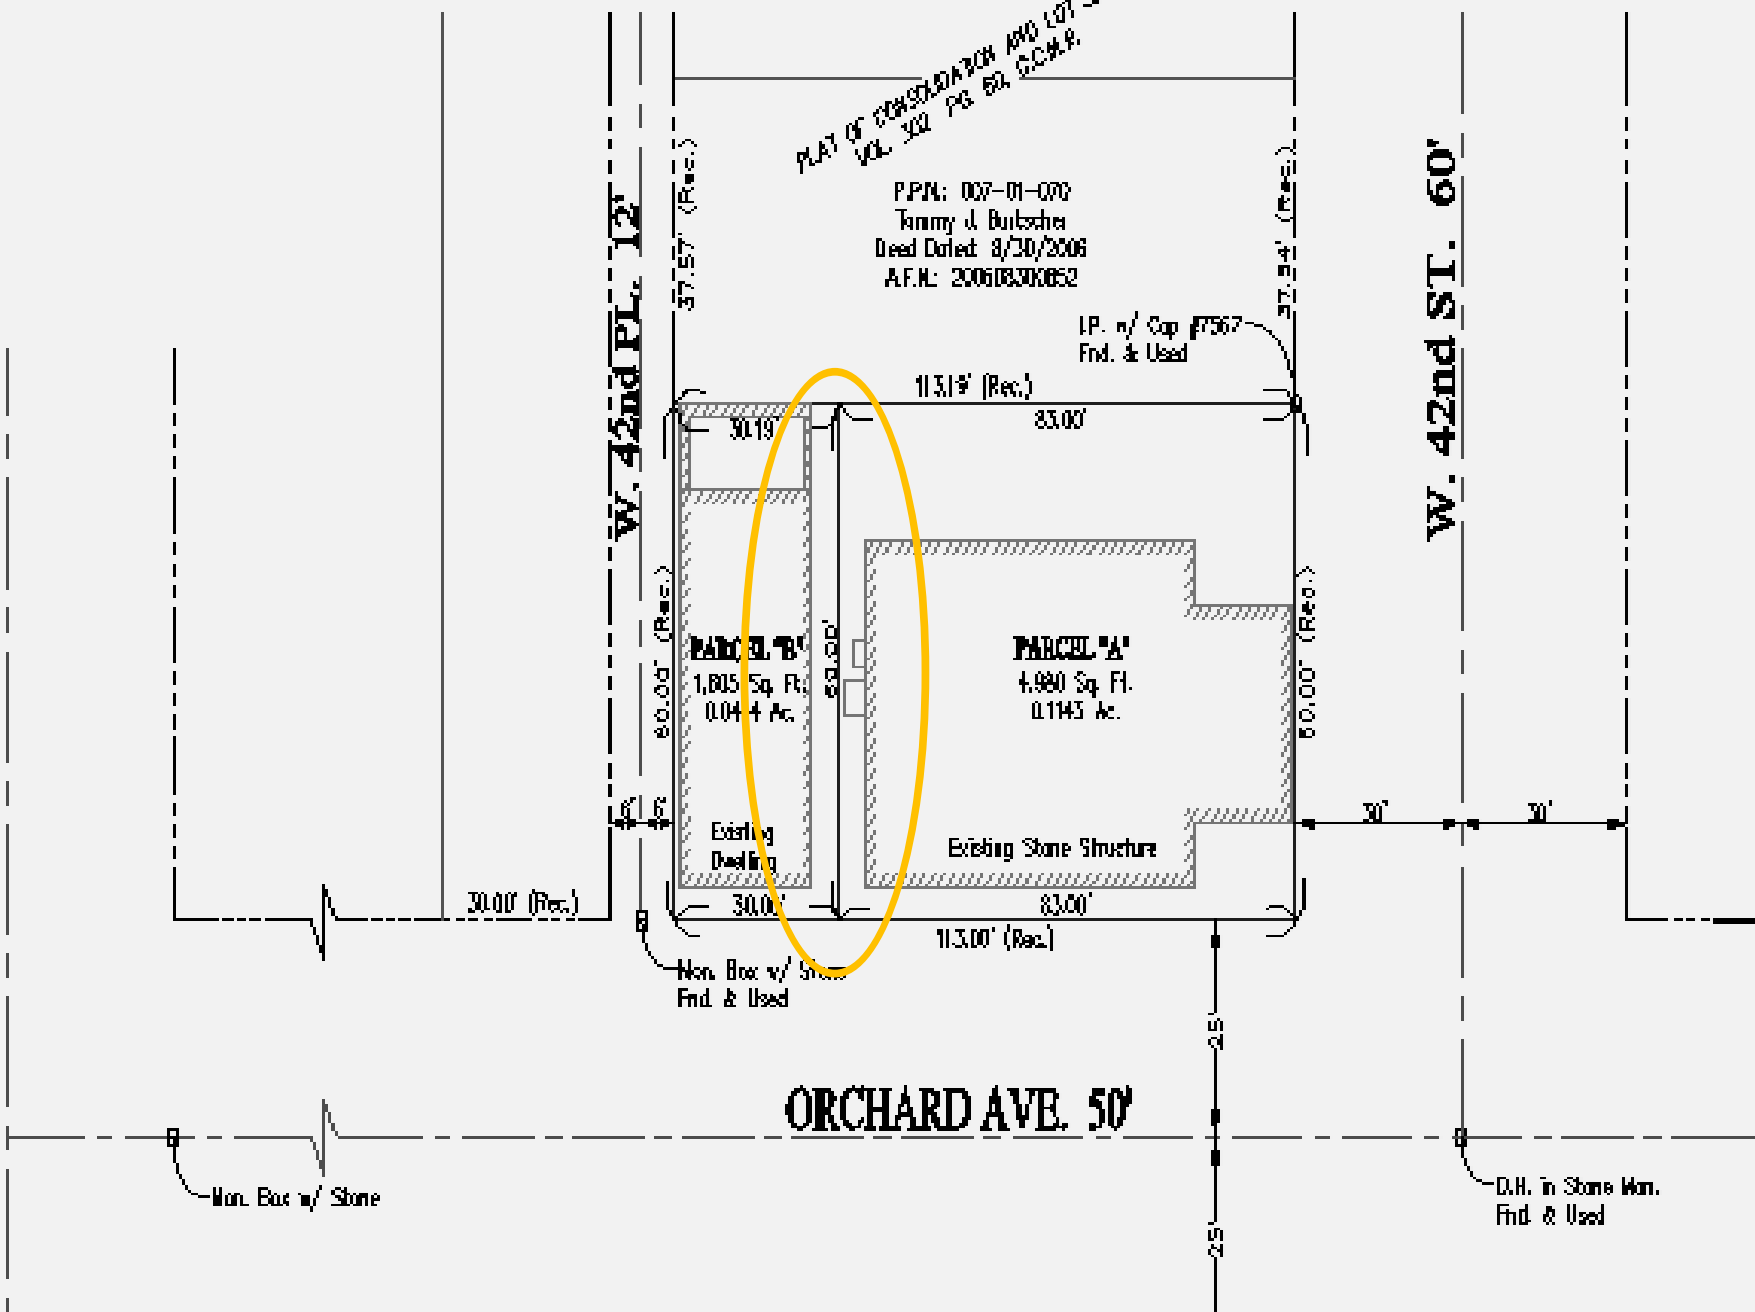 PLAT OF CONSOLIDATION AND LOT
VOL. 302 PG. 60, C.C.M.R.
P.P.N.: 007-01-070
Tammy J.
Deed Dated: 8/30/2006
A.F.N.: 200608300852
37.57' (Rec.)
37.54' (Rec.)
W. 42nd PL. 12'
W. 42nd ST. 60'
I.P. w/ Cap #7567
Fnd. & Used
113.19' (Rec.)
30.19'
83.00'
60.00' (Rec.)
60.00'
60.00' (Rec.)
PARCEL "B"
1,805 Sq. Ft.
0.0414 Ac.
PARCEL "A"
4,980 Sq. Ft.
0.1143 Ac.
6' 6'
30' 30'
Existing
Dwelling
Existing Stone Structure
30.00' (Rec.)
30.00'
83.00'
113.00' (Rec.)
Mon. Box w/ Stone
Fnd. & Used
25'
ORCHARD AVE. 50'
Mon. Box w/ Stone
D.H. in Stone Mon.
Fnd. & Used
25'